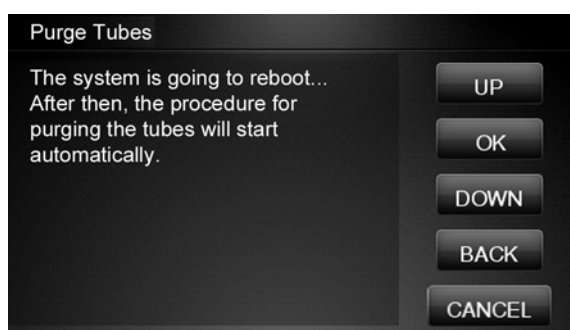 Purge Tubes
The system is going to reboot...
After then, the procedure for
purging the tubes will start
automatically.
UP
OK
DOWN
BACK
CANCEL